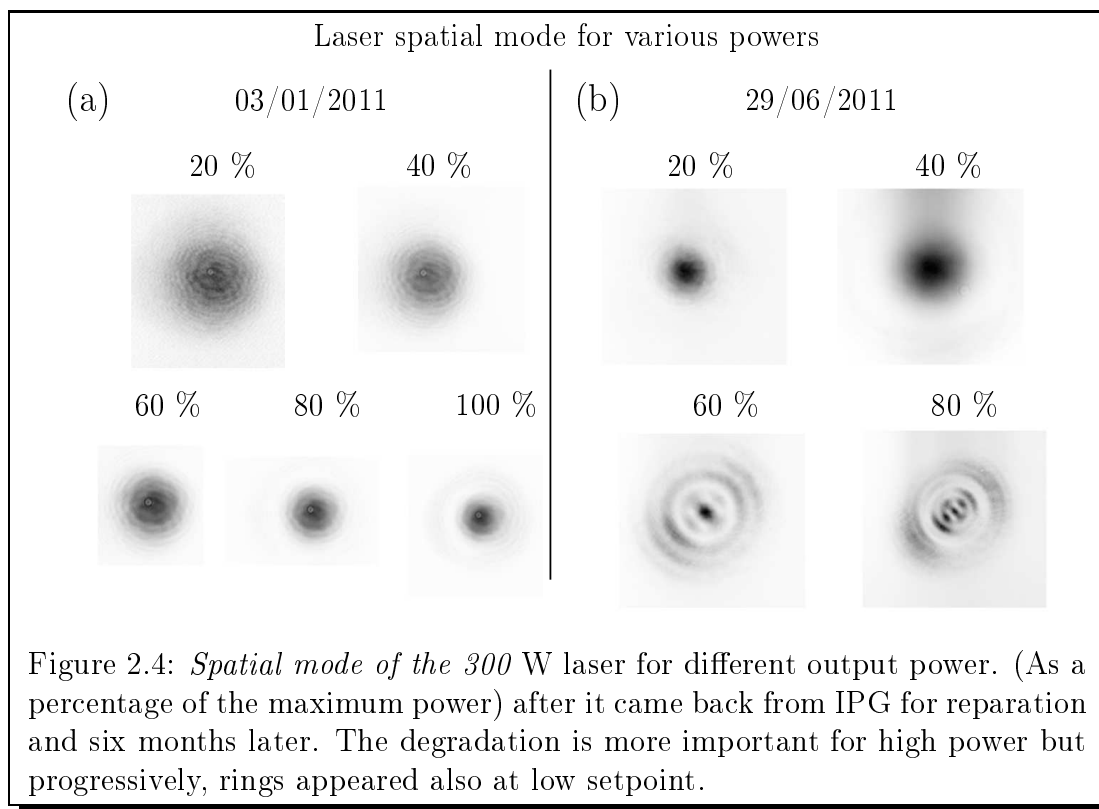 Laser spatial mode for various powers
(a) 03/01/2011
20 % 40 %
60 % 80 % 100 %
(b) 29/06/2011
20 % 40 %
60 % 80 %
Figure 2.4: Spatial mode of the 300 W laser for different output power. (As a
percentage of the maximum power) after it came back from IPG for reparation
and six months later. The degradation is more important for high power but
progressively, rings appeared also at low setpoint.